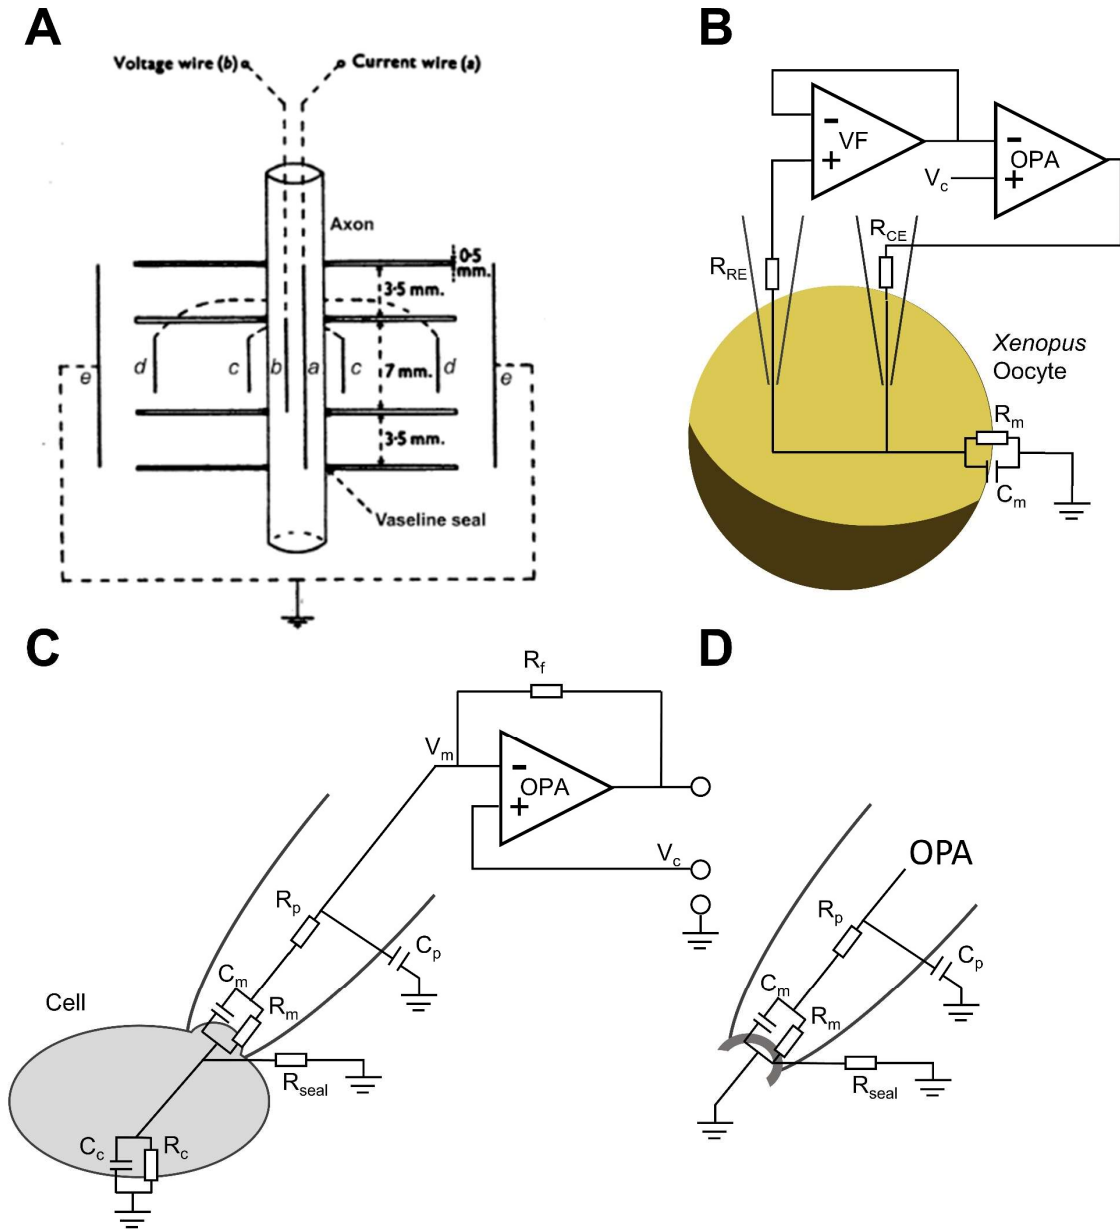 A
Voltage wire (b)
Current wire (a)
Axon
0·5
mm.
3·5 mm.
e
d
c
b
a
c
7 mm.
d
e
3·5 mm.
Vaseline seal
B
-
VF
+
-
OPA
+
Vc
RCE
RRE
Xenopus
Oocyte
Rm
Cm
C
Rf
Vm
-
OPA
+
Vc
Rp
Cp
Cm
Rm
Cell
Rseal
Cc
Rc
D
OPA
Rp
Cp
Cm
Rm
Rseal